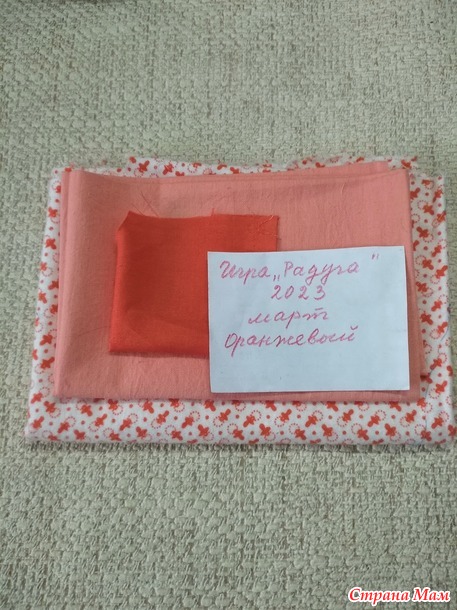 Игра „Радуга"
2023
март
оранжевый
Страна Мам